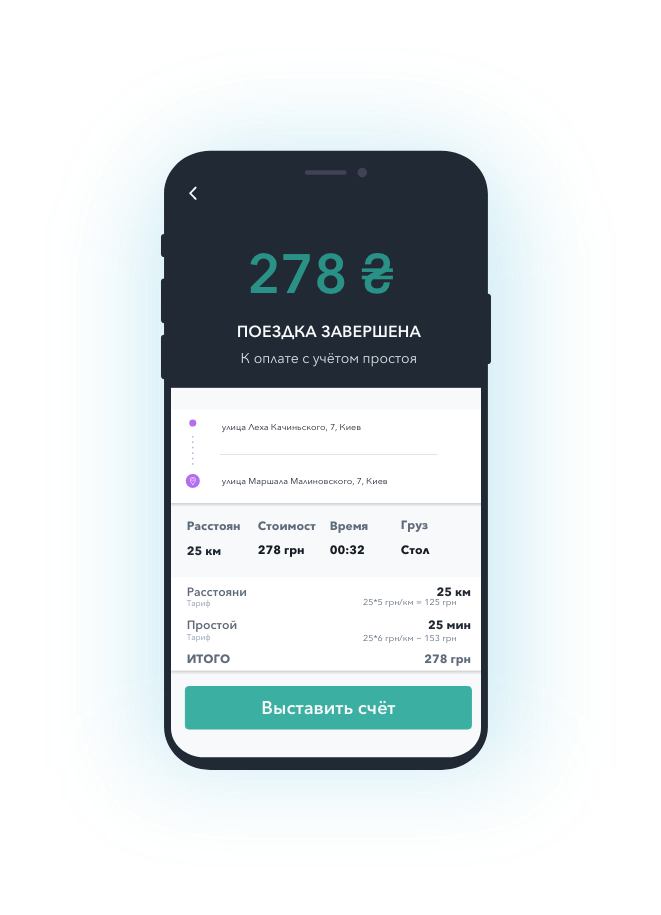 278 ₴
ПОЕЗДКА ЗАВЕРШЕНА
К оплате с учётом простоя
улица Леха Качиньского, 7, Киев
улица Маршала Малиновского, 7, Киев
Расстоян Стоимост Время Груз
25 км 278 грн 00:32 Стол
Расстояни 25 км
Тариф 25*5 грн/км = 125 грн
Простой 25 мин
Тариф 25*6 грн/км – 153 грн
ИТОГО 278 грн
Выставить счёт